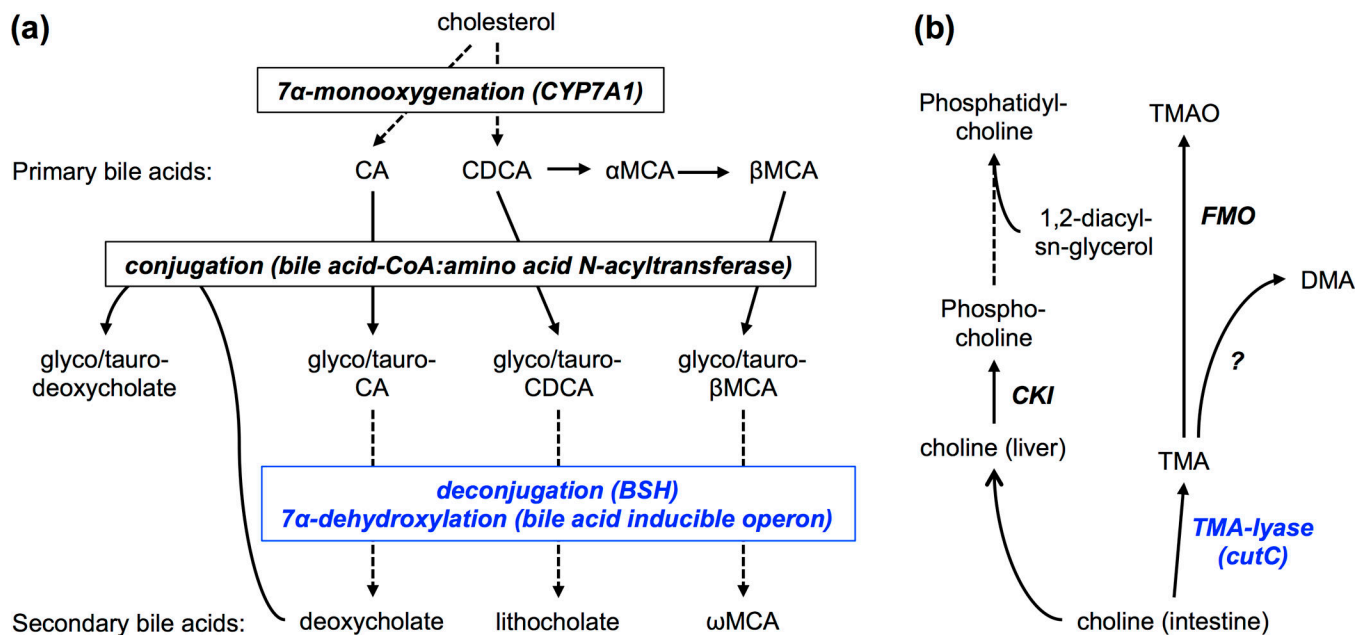 (a)
cholesterol
7α-monooxygenation (CYP7A1)
Primary bile acids:
CA
CDCA
αMCA
βMCA
conjugation (bile acid-CoA:amino acid N-acyltransferase)
glyco/tauro-
deoxycholate
glyco/tauro-
CA
glyco/tauro-
CDCA
glyco/tauro-
βMCA
deconjugation (BSH)
7α-dehydroxylation (bile acid inducible operon)
Secondary bile acids:
deoxycholate
lithocholate
ωMCA
(b)
Phosphatidyl-
choline
TMAO
1,2-diacyl-
sn-glycerol
FMO
DMA
Phospho-
choline
?
CKI
choline (liver)
TMA
TMA-lyase
(cutC)
choline (intestine)